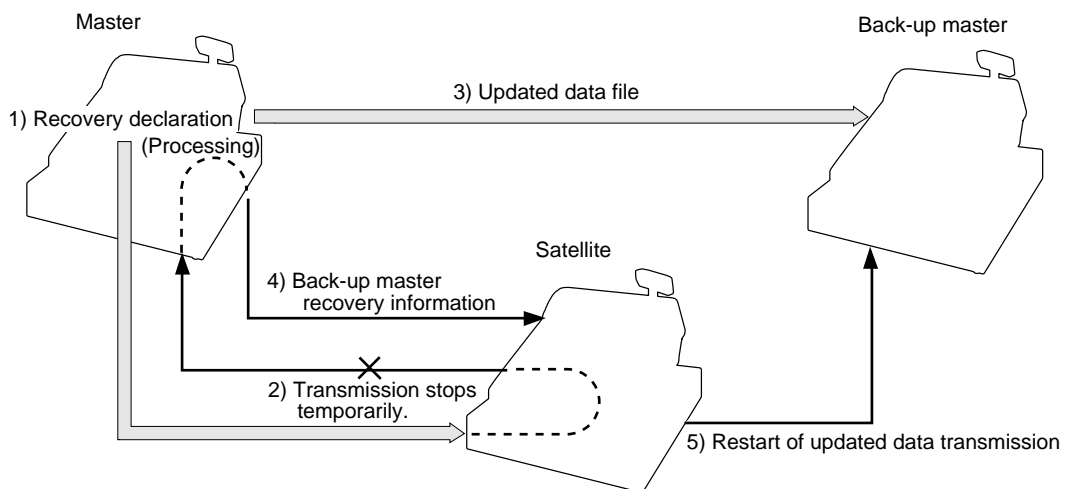 Master
Back-up master
3) Updated data file
1) Recovery declaration
(Processing)
Satellite
4) Back-up master
recovery information
2) Transmission stops
temporarily.
5) Restart of updated data transmission